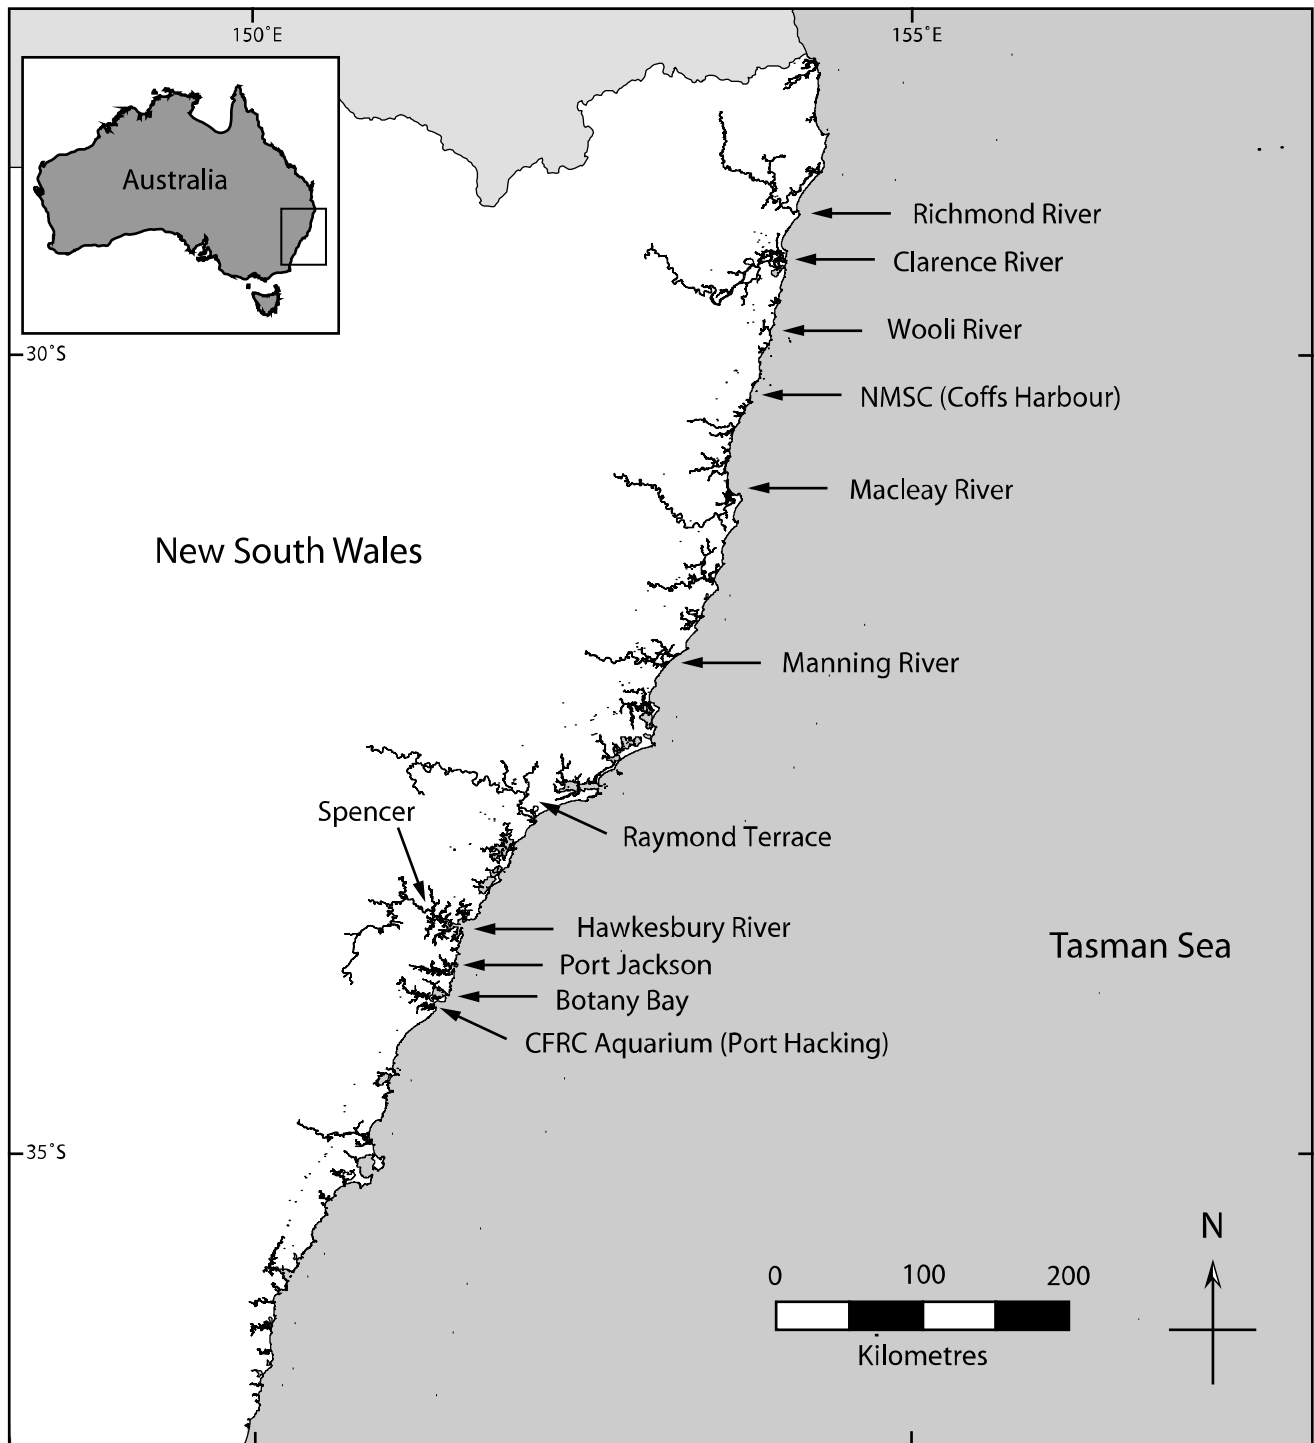 150°E
155°E
Australia
Richmond River
Clarence River
Wooli River
30°S
NMSC (Coffs Harbour)
Macleay River
New South Wales
Manning River
Spencer
Raymond Terrace
Hawkesbury River
Tasman Sea
Port Jackson
Botany Bay
CFRC Aquarium (Port Hacking)
35°S
N
0 100 200
Kilometres